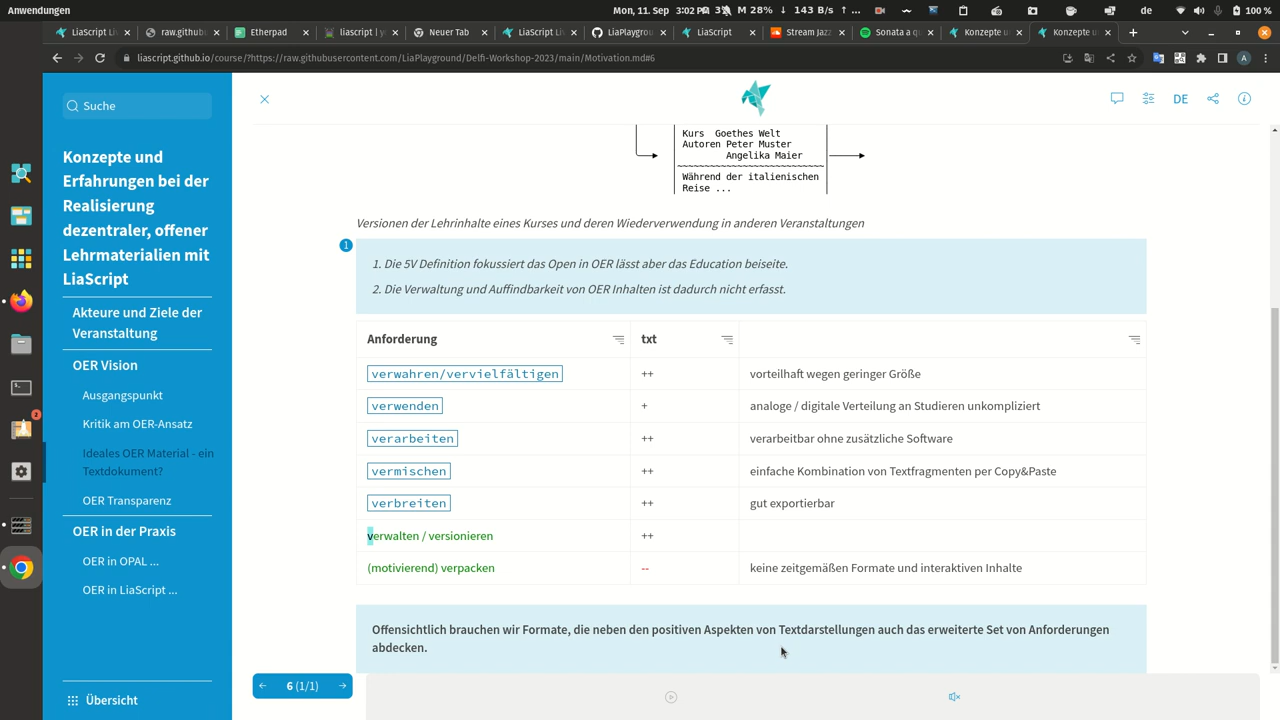 Anwendungen
Mon, 11. Sep 3:02 PM
3% M 28% ↓ 143 B/s ↑ ...
de
100 %
LiaScript Li
raw.github
Etherpad
liascript | y
Neuer Tab
LiaScript Li
LiaPlaygrou
LiaScript
Stream Jazz
Sonata a qu
Konzepte u
Konzepte u
liascript.github.io/course/?https://raw.githubusercontent.com/LiaPlayground/Delfi-Workshop-2023/main/Motivation.md#6
A
Suche
DE
Konzepte und
Erfahrungen bei der
Realisierung
dezentraler, offener
Lehrmaterialien mit
LiaScript
Akteure und Ziele der
Veranstaltung
OER Vision
Ausgangspunkt
Kritik am OER-Ansatz
Ideales OER Material - ein
Textdokument?
OER Transparenz
OER in der Praxis
OER in OPAL ...
OER in LiaScript ...
Übersicht
Kurs Goethes Welt
Autoren Peter Muster
Angelika Maier
~~~~~~~~~~~~~~~~~~~~~~~~~~
Während der italienischen
Reise ...
Versionen der Lehrinhalte eines Kurses und deren Wiederverwendung in anderen Veranstaltungen
1
1. Die 5V Definition fokussiert das Open in OER lässt aber das Education beiseite.
2. Die Verwaltung und Auffindbarkeit von OER Inhalten ist dadurch nicht erfasst.
Anforderung txt
verwahren/vervielfältigen ++ vorteilhaft wegen geringer Größe
verwenden + analoge / digitale Verteilung an Studieren unkompliziert
verarbeiten ++ verarbeitbar ohne zusätzliche Software
vermischen ++ einfache Kombination von Textfragmenten per Copy&Paste
verbreiten ++ gut exportierbar
verwalten / versionieren ++
(motivierend) verpacken -- keine zeitgemäßen Formate und interaktiven Inhalte
Offensichtlich brauchen wir Formate, die neben den positiven Aspekten von Textdarstellungen auch das erweiterte Set von Anforderungen
abdecken.
6 (1/1)
2